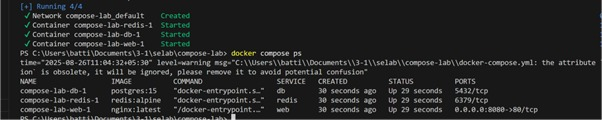 [+] Running 4/4
✔ Network compose-lab_default Created
✔ Container compose-lab-redis-1 Started
✔ Container compose-lab-db-1 Started
✔ Container compose-lab-web-1 Started
PS C:\Users\batti\Documents\3-1\selab\compose-lab> docker compose ps
time="2025-08-26T11:04:32+05:30" level=warning msg="C:\\Users\\batti\\Documents\\3-1\\selab\\compose-lab\\docker-compose.yml: the attribute
ion` is obsolete, it will be ignored, please remove it to avoid potential confusion"
NAME IMAGE COMMAND SERVICE CREATED STATUS PORTS
compose-lab-db-1 postgres:15 "docker-entrypoint.s…" db 30 seconds ago Up 29 seconds 5432/tcp
compose-lab-redis-1 redis:alpine "docker-entrypoint.s…" redis 30 seconds ago Up 29 seconds 6379/tcp
compose-lab-web-1 nginx:latest "/docker-entrypoint.…" web 30 seconds ago Up 29 seconds 0.0.0.0:8080->80/tcp
PS C:\Users\batti\Documents\3-1\selab\compose-lab>